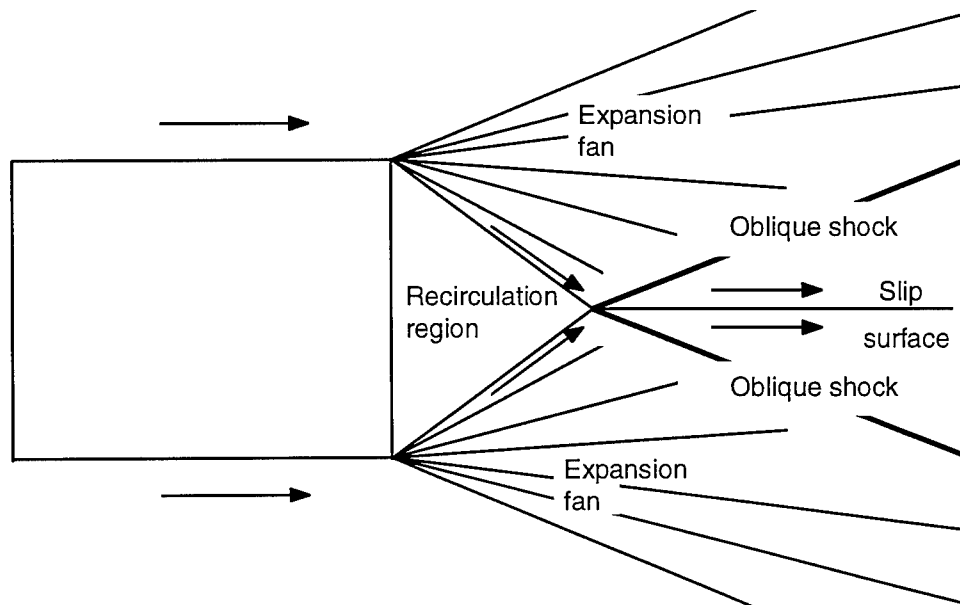 Expansion
fan
Oblique shock
Recirculation
region
Slip
surface
Oblique shock
Expansion
fan